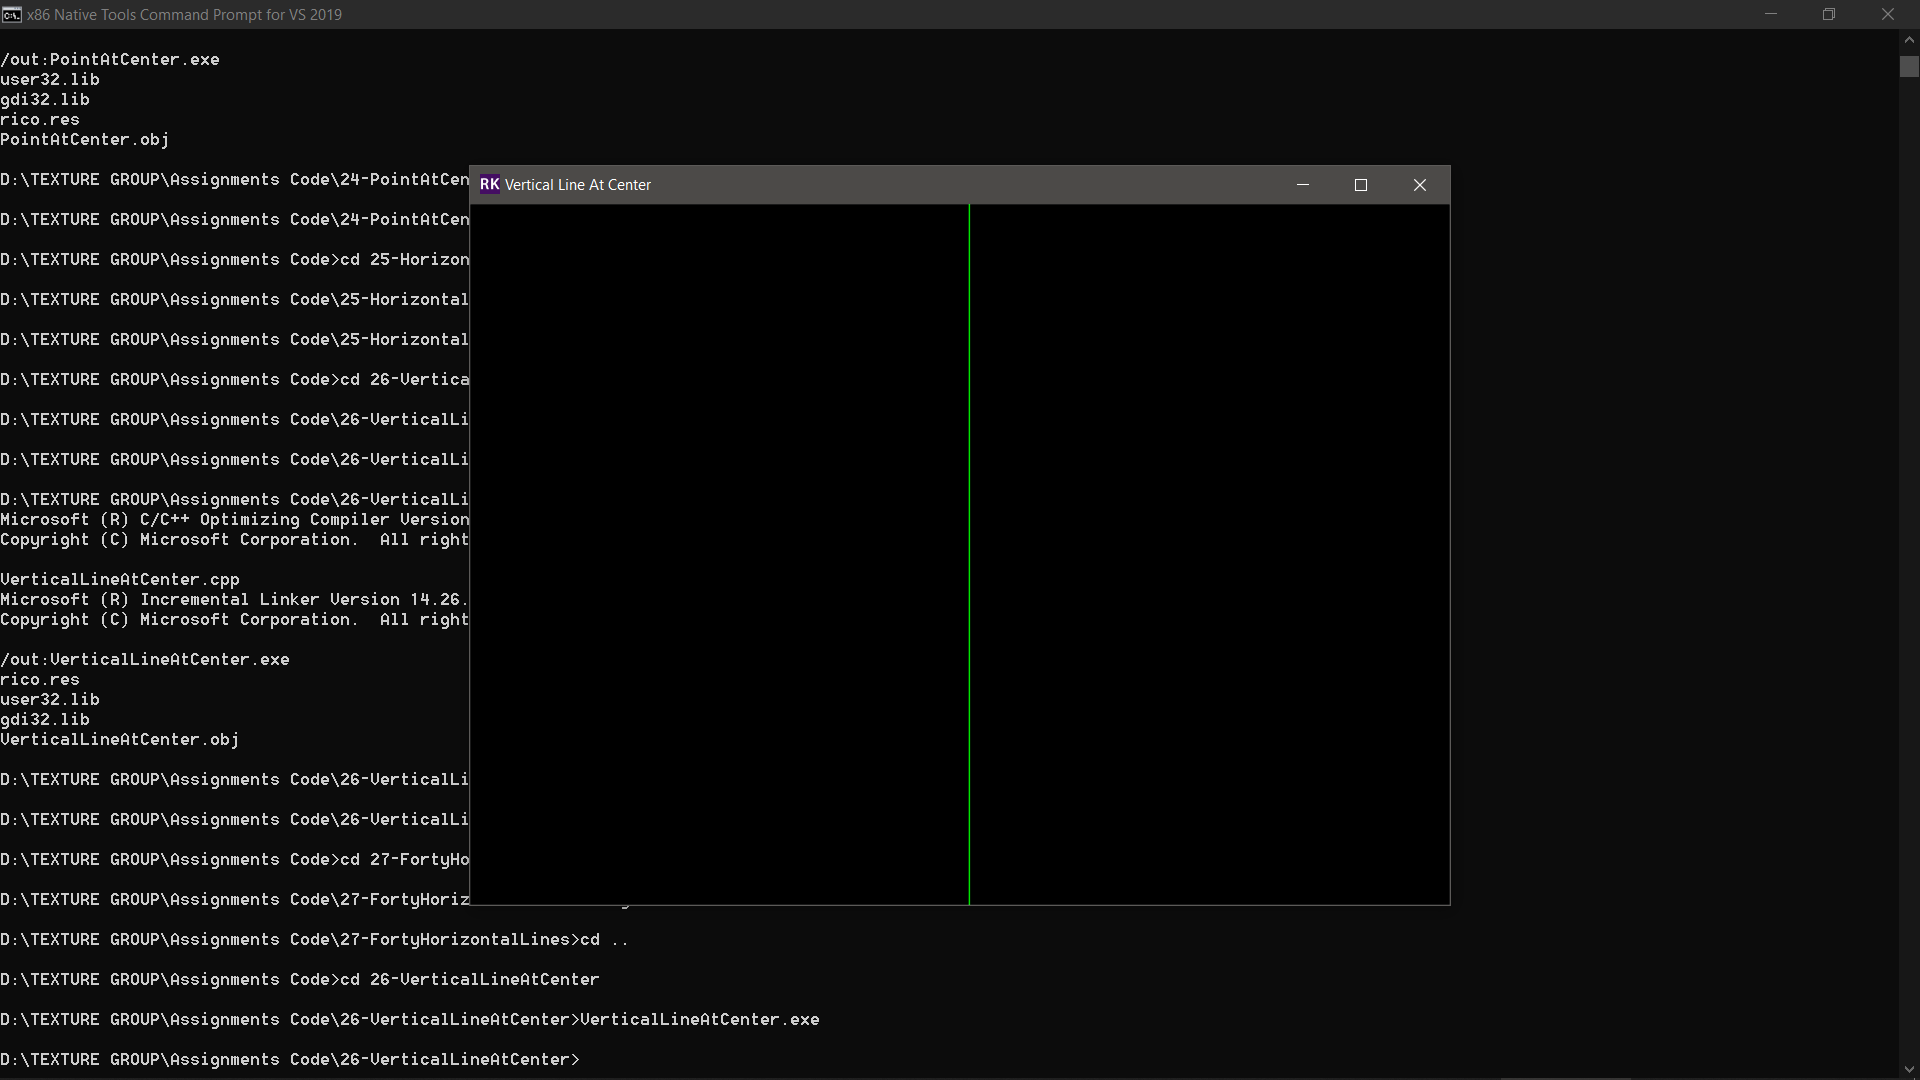 x86 Native Tools Command Prompt for VS 2019
/out:PointAtCenter.exe
user32.lib
gdi32.lib
rico.res
PointAtCenter.obj
D:\TEXTURE GROUP\Assignments Code\24-PointAtCen
RK Vertical Line At Center
D:\TEXTURE GROUP\Assignments Code\24-PointAtCen
D:\TEXTURE GROUP\Assignments Code>cd 25-Horizon
D:\TEXTURE GROUP\Assignments Code\25-Horizontal
D:\TEXTURE GROUP\Assignments Code\25-Horizontal
D:\TEXTURE GROUP\Assignments Code>cd 26-Vertica
D:\TEXTURE GROUP\Assignments Code\26-VerticalLi
D:\TEXTURE GROUP\Assignments Code\26-VerticalLi
D:\TEXTURE GROUP\Assignments Code\26-VerticalLi
Microsoft (R) C/C++ Optimizing Compiler Version
Copyright (C) Microsoft Corporation.  All right
VerticalLineAtCenter.cpp
Microsoft (R) Incremental Linker Version 14.26.
Copyright (C) Microsoft Corporation.  All right
/out:VerticalLineAtCenter.exe
rico.res
user32.lib
gdi32.lib
VerticalLineAtCenter.obj
D:\TEXTURE GROUP\Assignments Code\26-VerticalLi
D:\TEXTURE GROUP\Assignments Code\26-VerticalLi
D:\TEXTURE GROUP\Assignments Code>cd 27-FortyHo
D:\TEXTURE GROUP\Assignments Code\27-FortyHoriz
D:\TEXTURE GROUP\Assignments Code\27-FortyHorizontalLines>cd ..
D:\TEXTURE GROUP\Assignments Code>cd 26-VerticalLineAtCenter
D:\TEXTURE GROUP\Assignments Code\26-VerticalLineAtCenter>VerticalLineAtCenter.exe
D:\TEXTURE GROUP\Assignments Code\26-VerticalLineAtCenter>